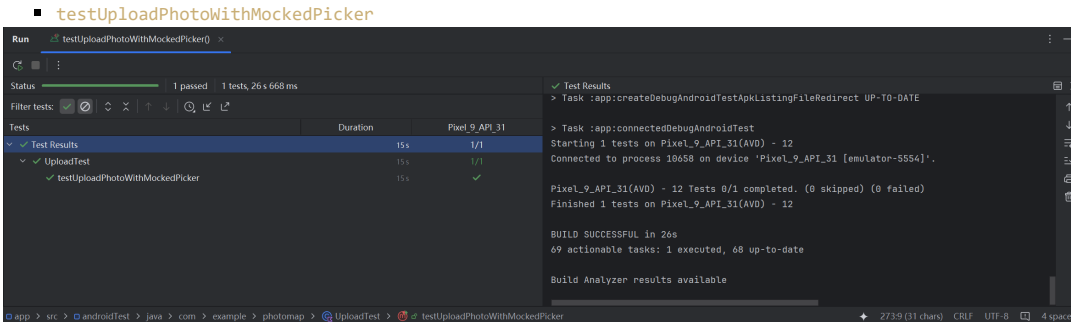 testUploadPhotoWithMockedPicker
Run testUploadPhotoWithMockedPicker() ×
Status 1 passed 1 tests, 26 s 668 ms
Filter tests:
Tests Duration Pixel_9_API_31
Test Results 15 s 1/1
UploadTest 15 s 1/1
testUploadPhotoWithMockedPicker 15 s
Test Results
> Task :app:createDebugAndroidTestApkListingFileRedirect UP-TO-DATE
> Task :app:connectedDebugAndroidTest
Starting 1 tests on Pixel_9_API_31(AVD) - 12
Connected to process 10658 on device 'Pixel_9_API_31 [emulator-5554]'.
Pixel_9_API_31(AVD) - 12 Tests 0/1 completed. (0 skipped) (0 failed)
Finished 1 tests on Pixel_9_API_31(AVD) - 12
BUILD SUCCESSFUL in 26s
69 actionable tasks: 1 executed, 68 up-to-date
Build Analyzer results available
app > src > androidTest > java > com > example > photomap > UploadTest > testUploadPhotoWithMockedPicker 273:9 (31 chars) CRLF UTF-8 4 space